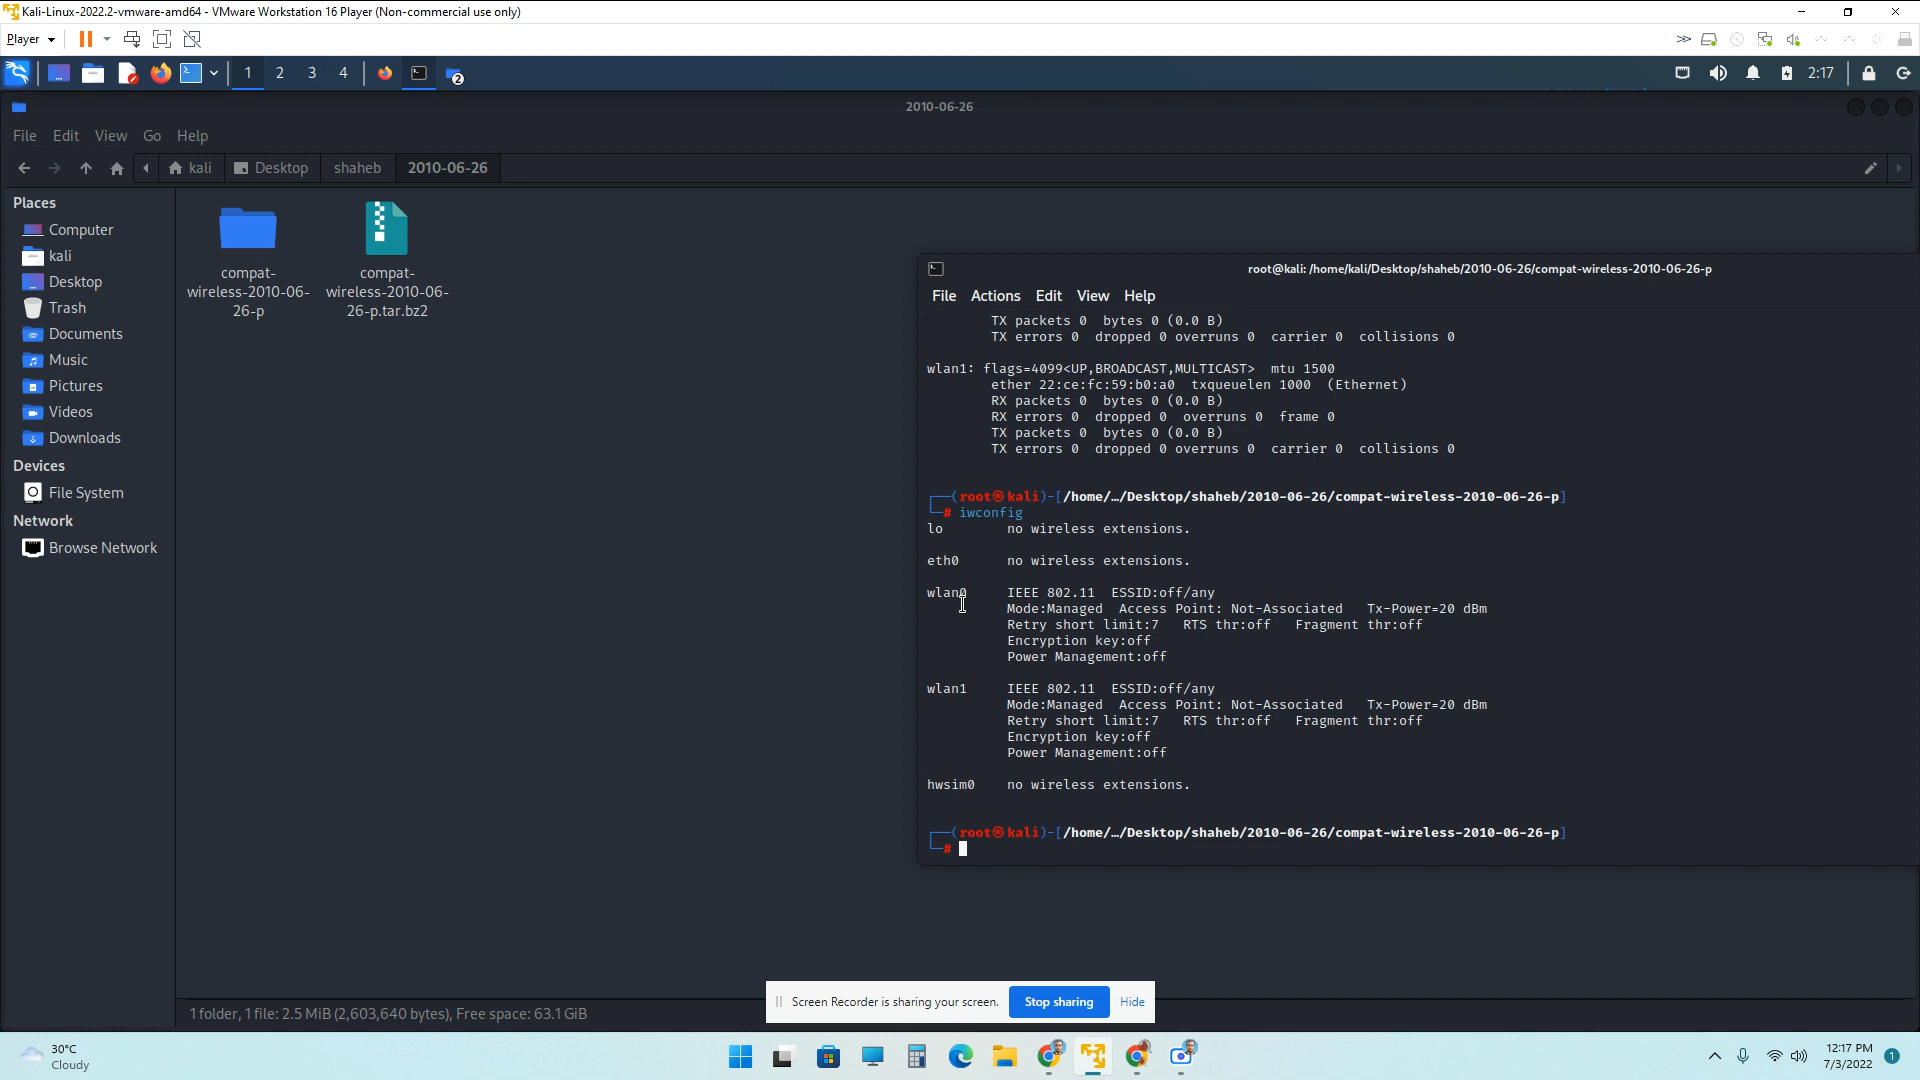 Kali-Linux-2022.2-vmware-amd64 - VMware Workstation 16 Player (Non-commercial use only)
Player
1 2 3 4
2
2:17
2010-06-26
File Edit View Go Help
kali Desktop shaheb 2010-06-26
Places
Computer
kali
Desktop
Trash
Documents
Music
Pictures
Videos
Downloads
Devices
File System
Network
Browse Network
compat-
wireless-2010-06-
26-p
compat-
wireless-2010-06-
26-p.tar.bz2
root@kali: /home/kali/Desktop/shaheb/2010-06-26/compat-wireless-2010-06-26-p
File Actions Edit View Help
TX packets 0  bytes 0 (0.0 B)
TX errors 0  dropped 0 overruns 0  carrier 0  collisions 0
wlan1: flags=4099<UP,BROADCAST,MULTICAST>  mtu 1500
ether 22:ce:fc:59:b0:a0  txqueuelen 1000  (Ethernet)
RX packets 0  bytes 0 (0.0 B)
RX errors 0  dropped 0  overruns 0  frame 0
TX packets 0  bytes 0 (0.0 B)
TX errors 0  dropped 0 overruns 0  carrier 0  collisions 0
┌──(root㉿kali)-[/home/…/Desktop/shaheb/2010-06-26/compat-wireless-2010-06-26-p]
└─# iwconfig
lo        no wireless extensions.
eth0      no wireless extensions.
wlan0     IEEE 802.11  ESSID:off/any
Mode:Managed  Access Point: Not-Associated   Tx-Power=20 dBm
Retry short limit:7   RTS thr:off   Fragment thr:off
Encryption key:off
Power Management:off
wlan1     IEEE 802.11  ESSID:off/any
Mode:Managed  Access Point: Not-Associated   Tx-Power=20 dBm
Retry short limit:7   RTS thr:off   Fragment thr:off
Encryption key:off
Power Management:off
hwsim0    no wireless extensions.
┌──(root㉿kali)-[/home/…/Desktop/shaheb/2010-06-26/compat-wireless-2010-06-26-p]
└─#
1 folder, 1 file: 2.5 MiB (2,603,640 bytes), Free space: 63.1 GiB
Screen Recorder is sharing your screen. Stop sharing Hide
30°C
Cloudy
12:17 PM
7/3/2022
1